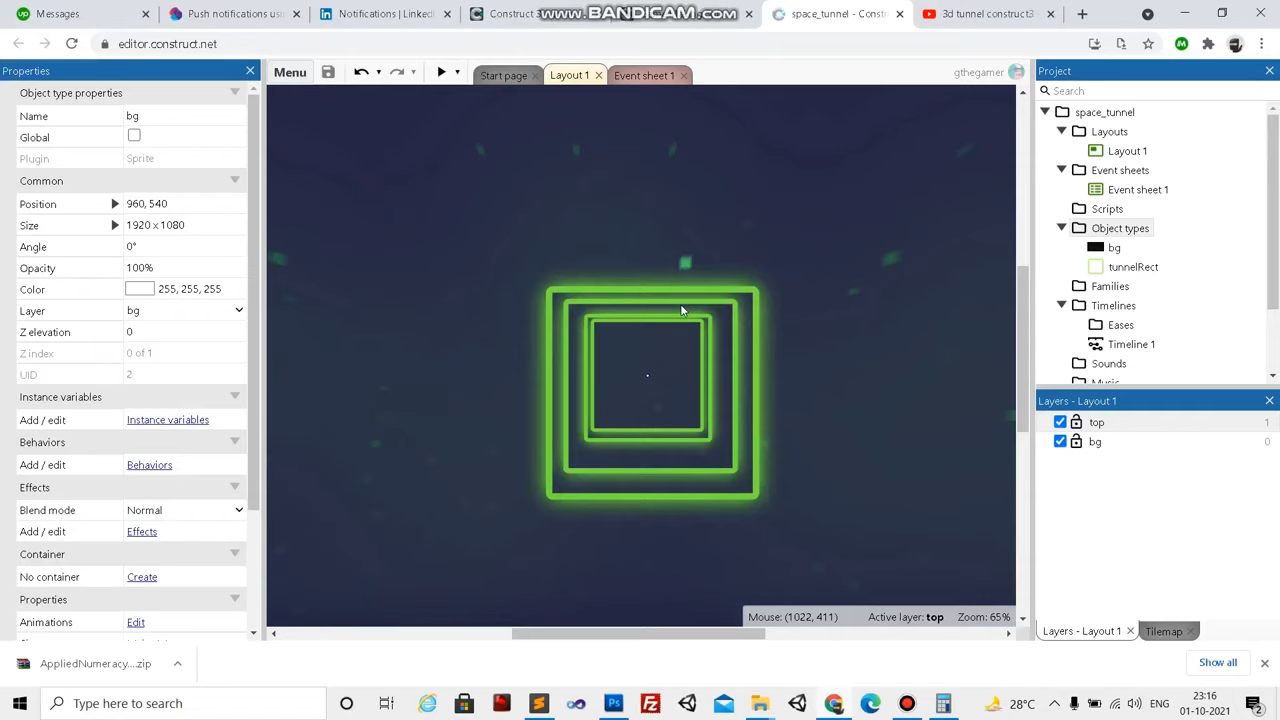 www.BANDICAM.com
Messages
Push notifications usin
Notifications | LinkedI
Construct
space_tunnel - Constr
3d tunnel construct3 -
editor.construct.net
Properties
Menu
Start page
Layout 1
Event sheet 1
gthegamer
Project
Object type properties
Name bg
Global
Plugin Sprite
Common
Position 960, 540
Size 1920 x 1080
Angle 0°
Opacity 100%
Color 255, 255, 255
Layer bg
Z elevation 0
Z index 0 of 1
UID 2
Instance variables
Add / edit Instance variables
Behaviors
Add / edit Behaviors
Effects
Blend mode Normal
Add / edit Effects
Container
No container Create
Properties
Animations Edit
Mouse: (1022, 411) Active layer: top Zoom: 65%
Search
space_tunnel
Layouts
Layout 1
Event sheets
Event sheet 1
Scripts
Object types
bg
tunnelRect
Families
Timelines
Eases
Timeline 1
Sounds
Music
Layers - Layout 1
top 1
bg 0
Layers - Layout 1
Tilemap
AppliedNumeracy....zip
Show all
Type here to search
28°C
ENG
23:16
01-10-2021
2